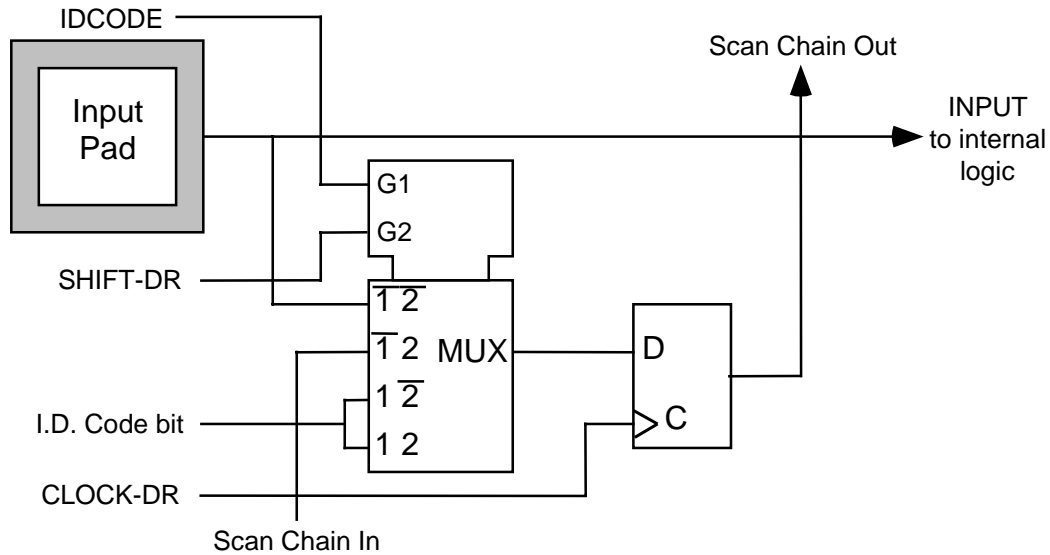 IDCODE
Scan Chain Out
Input
Pad
INPUT
to internal
logic
G1
G2
SHIFT-DR
1̅ 2̅
1̅ 2
MUX
D
1 2̅
I.D. Code bit
C
1 2
CLOCK-DR
Scan Chain In